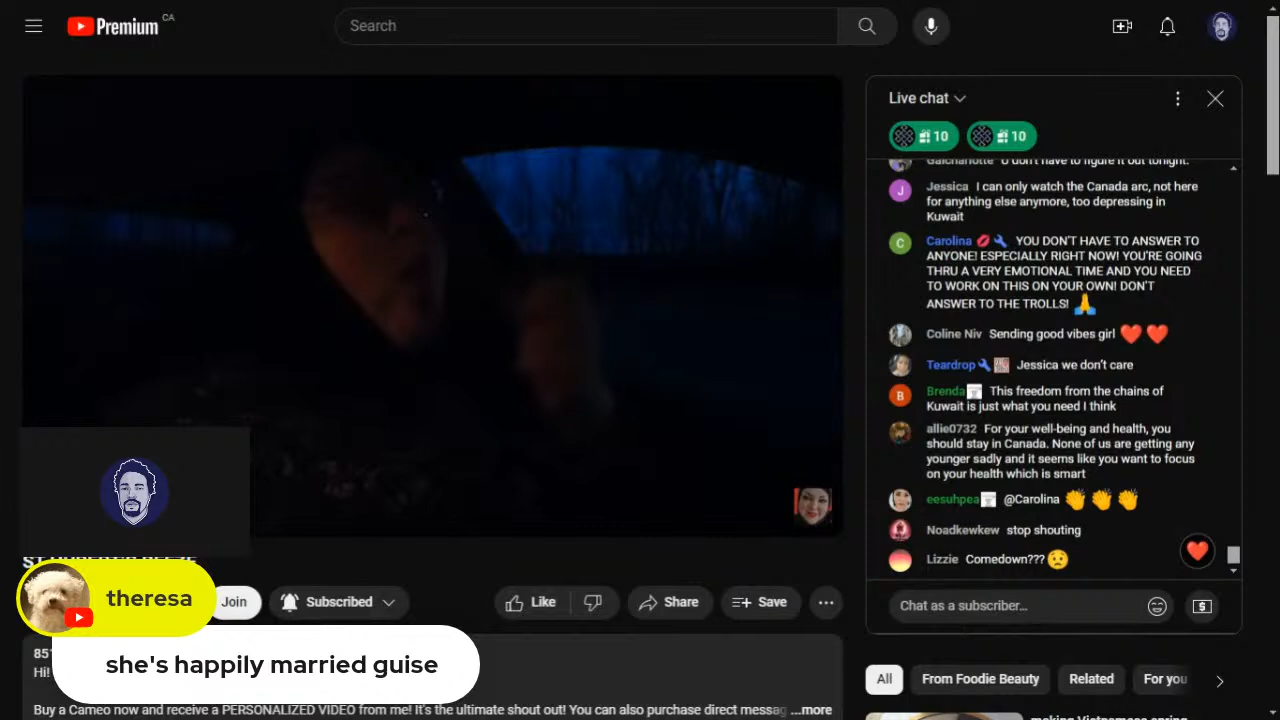 Premium CA
Search
Live chat
10
10
Galcharlotte U don't have to figure it out tonight.
J
Jessica I can only watch the Canada arc, not here
for anything else anymore, too depressing in
Kuwait
C
Carolina 💋🔧 YOU DON'T HAVE TO ANSWER TO
ANYONE! ESPECIALLY RIGHT NOW! YOU'RE GOING
THRU A VERY EMOTIONAL TIME AND YOU NEED
TO WORK ON THIS ON YOUR OWN! DON'T
ANSWER TO THE TROLLS! 🙏
Coline Niv Sending good vibes girl ❤️ ❤️
Teardrop🔧 Jessica we don't care
B
Brenda This freedom from the chains of
Kuwait is just what you need I think
allie0732 For your well-being and health, you
should stay in Canada. None of us are getting any
younger sadly and it seems like you want to focus
on your health which is smart
eesuhpea @Carolina 👏 👏 👏
Noadkewkew stop shouting
Lizzie Comedown??? 😟
Chat as a subscriber...
theresa
Join
Subscribed
Like
Share
Save
she's happily married guise
851
Hi!
Buy a Cameo now and receive a PERSONALIZED VIDEO from me! It's the ultimate shout out! You can also purchase direct messag ...more
All
From Foodie Beauty
Related
For you
making Vietnamese spring